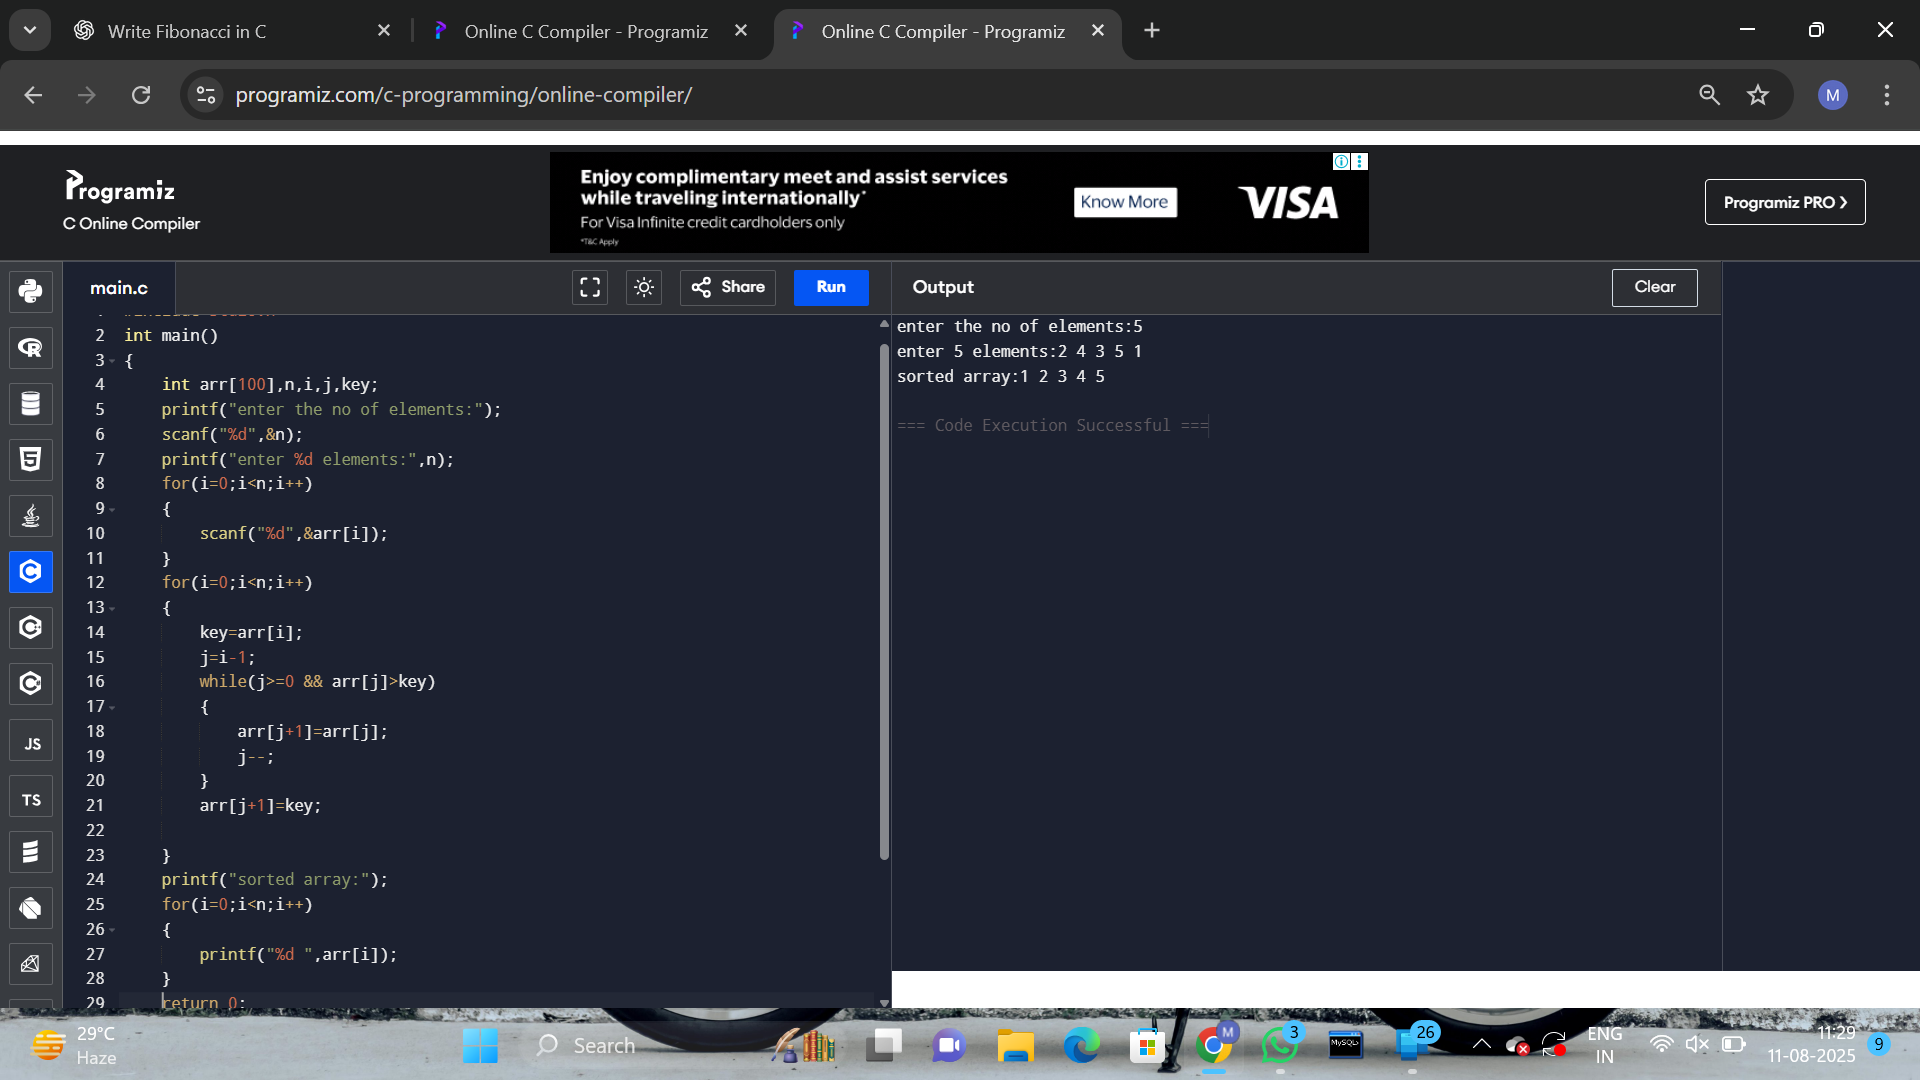 Write Fibonacci in C
Online C Compiler - Programiz
Online C Compiler - Programiz
programiz.com/c-programming/online-compiler/
M
Programiz
C Online Compiler
Enjoy complimentary meet and assist services
while traveling internationally*
For Visa Infinite credit cardholders only
*T&C Apply
Know More
VISA
Programiz PRO
main.c
Share
Run
Output
Clear
2 int main()
3 {
4 int arr[100],n,i,j,key;
5 printf("enter the no of elements:");
6 scanf("%d",&n);
7 printf("enter %d elements:",n);
8 for(i=0;i<n;i++)
9 {
10 scanf("%d",&arr[i]);
11 }
12 for(i=0;i<n;i++)
13 {
14 key=arr[i];
15 j=i-1;
16 while(j>=0 && arr[j]>key)
17 {
18 arr[j+1]=arr[j];
19 j--;
20 }
21 arr[j+1]=key;
22
23 }
24 printf("sorted array:");
25 for(i=0;i<n;i++)
26 {
27 printf("%d ",arr[i]);
28 }
29 return 0;
enter the no of elements:5
enter 5 elements:2 4 3 5 1
sorted array:1 2 3 4 5
=== Code Execution Successful ===
JS
TS
29°C
Haze
Search
M
3
MySQL
26
ENG
IN
11:29
11-08-2025
9